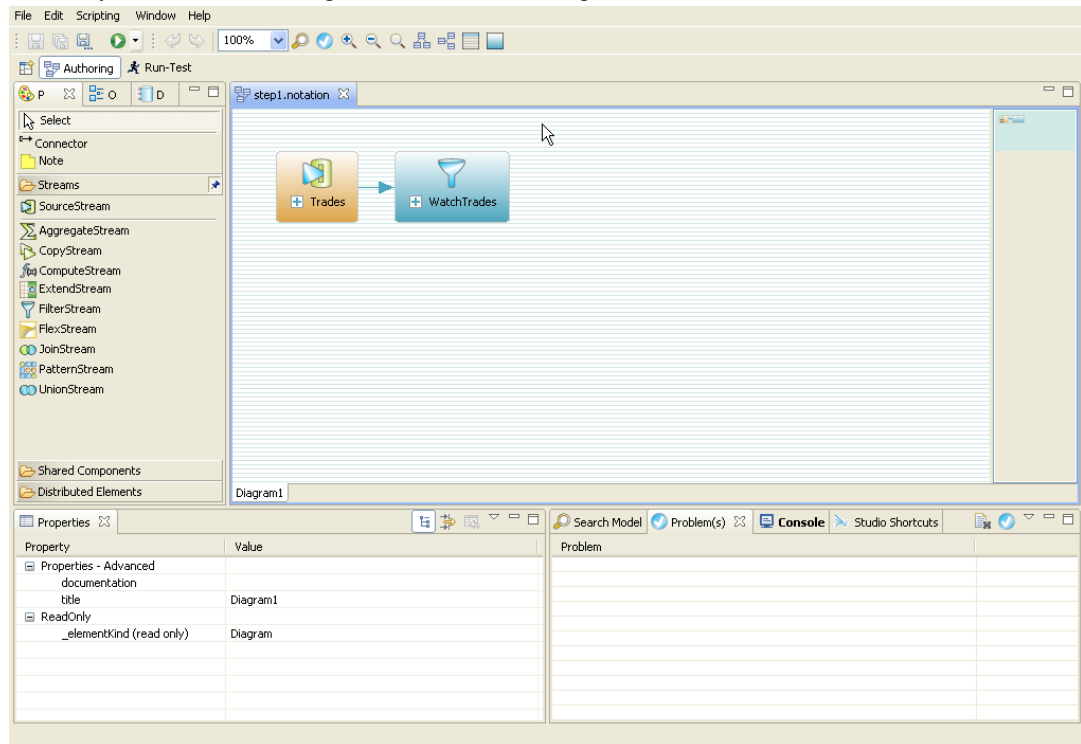 File Edit Scripting Window Help
100%
Authoring Run-Test
P O D
step1.notation
Select
Connector
Note
Streams
SourceStream
AggregateStream
CopyStream
ComputeStream
ExtendStream
FilterStream
FlexStream
JoinStream
PatternStream
UnionStream
Shared Components
Distributed Elements
Trades
WatchTrades
Diagram1
Properties
Property Value
Properties - Advanced
documentation
title Diagram1
ReadOnly
_elementKind (read only) Diagram
Search Model Problem(s) Console Studio Shortcuts
Problem